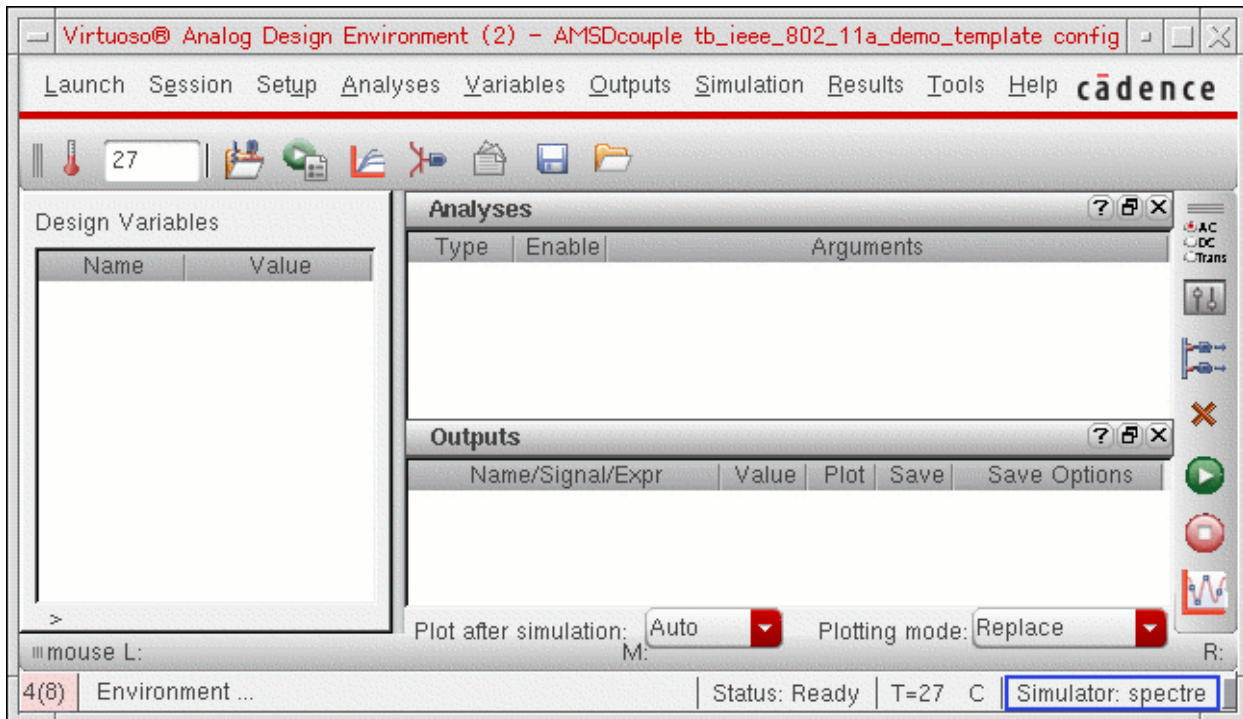 Virtuoso® Analog Design Environment (2) - AMSDcouple tb_ieee_802_11a_demo_template config
Launch Session Setup Analyses Variables Outputs Simulation Results Tools Help cādence
27
Design Variables
Name Value
>
Analyses
Type Enable Arguments
Outputs
Name/Signal/Expr Value Plot Save Save Options
Plot after simulation: Auto Plotting mode: Replace
AC
DC
Trans
mouse L: M: R:
4(8) Environment ... Status: Ready T=27 C Simulator: spectre